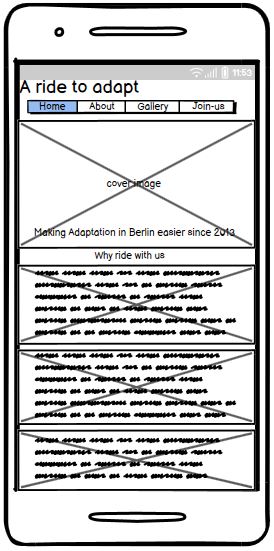 11:53
A ride to adapt
Home About Gallery Join-us
cover image
Making Adaptation in Berlin easier since 2013
Why ride with us